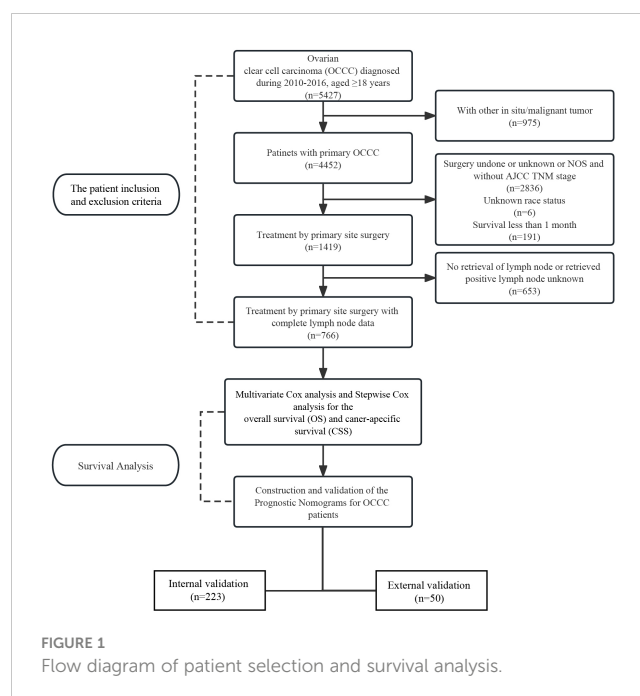 Ovarian
clear cell carcinoma (OCCC) diagnosed
during 2010-2016, aged ≥18 years
(n=5427)
With other in situ/malignant tumor
(n=975)
Patinets with primary OCCC
(n=4452)
Surgery undone or unknown or NOS and
without AJCC TNM stage
(n=2836)
Unknown race status
(n=6)
Survival less than 1 month
(n=191)
The patient inclusion
and exclusion criteria
Treatment by primary site surgery
(n=1419)
No retrieval of lymph node or retrieved
positive lymph node unknown
(n=653)
Treatment by primary site surgery with
complete lymph node data
(n=766)
Multivariate Cox analysis and Stepwise Cox
analysis for the
overall survival (OS) and caner-apecific
survival (CSS)
Survival Analysis
Construction and validation of the
Prognostic Nomograms for OCCC
patients
Internal validation
(n=223)
External validation
(n=50)
FIGURE 1
Flow diagram of patient selection and survival analysis.